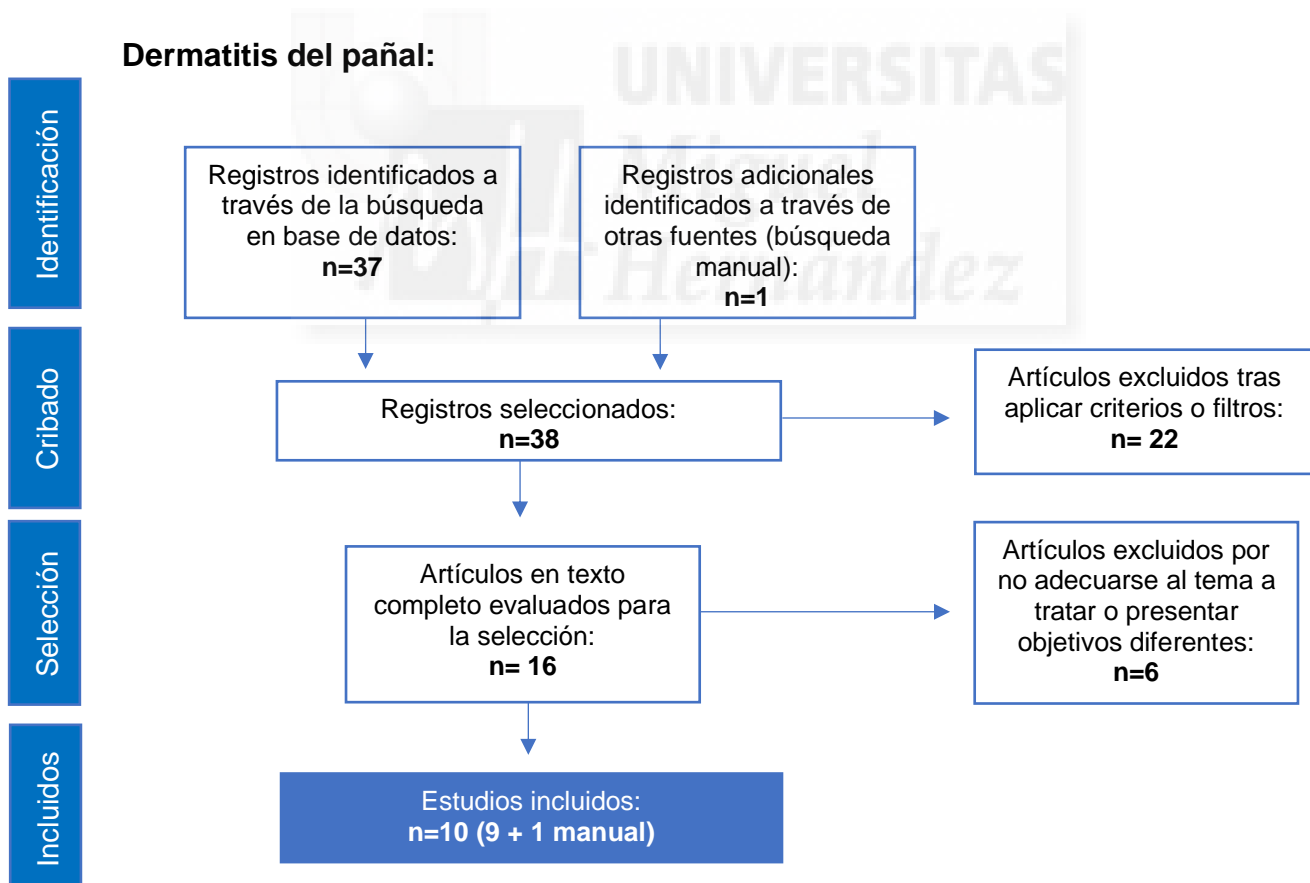 UNIVERSITAS
Miguel
Hernández
Dermatitis del pañal:
Identificación
Registros identificados a
través de la búsqueda
en base de datos:
n=37
Registros adicionales
identificados a través de
otras fuentes (búsqueda
manual):
n=1
Cribado
Registros seleccionados:
n=38
Artículos excluidos tras
aplicar criterios o filtros:
n= 22
Selección
Artículos en texto
completo evaluados para
la selección:
n= 16
Artículos excluidos por
no adecuarse al tema a
tratar o presentar
objetivos diferentes:
n=6
Incluidos
Estudios incluidos:
n=10 (9 + 1 manual)